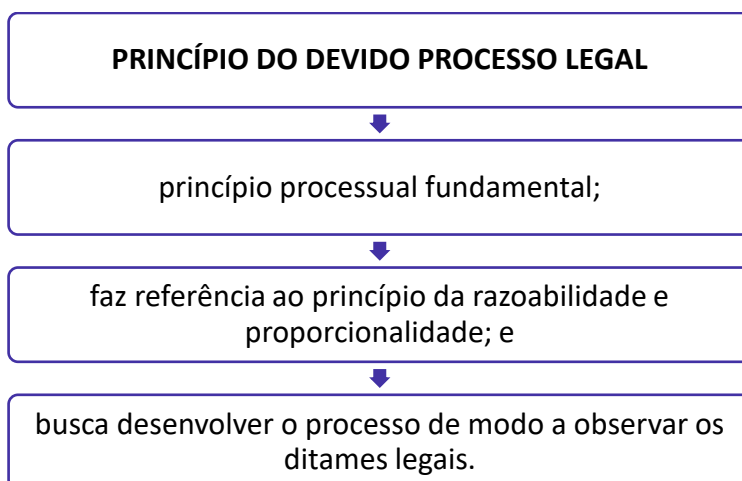 PRINCÍPIO DO DEVIDO PROCESSO LEGAL
princípio processual fundamental;
faz referência ao princípio da razoabilidade e
proporcionalidade; e
busca desenvolver o processo de modo a observar os
ditames legais.